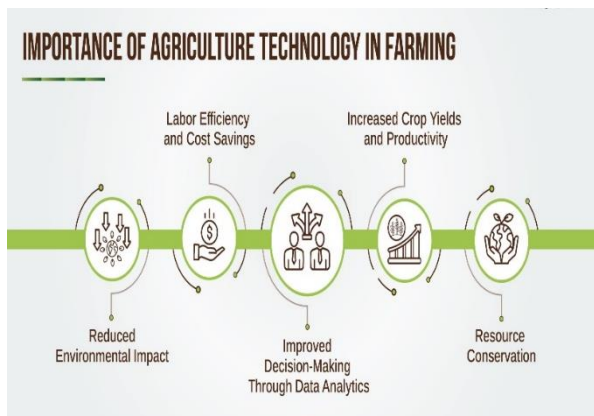 IMPORTANCE OF AGRICULTURE TECHNOLOGY IN FARMING
Labor Efficiency
and Cost Savings
Increased Crop Yields
and Productivity
$
Reduced
Environmental Impact
Improved
Decision-Making
Through Data Analytics
Resource
Conservation